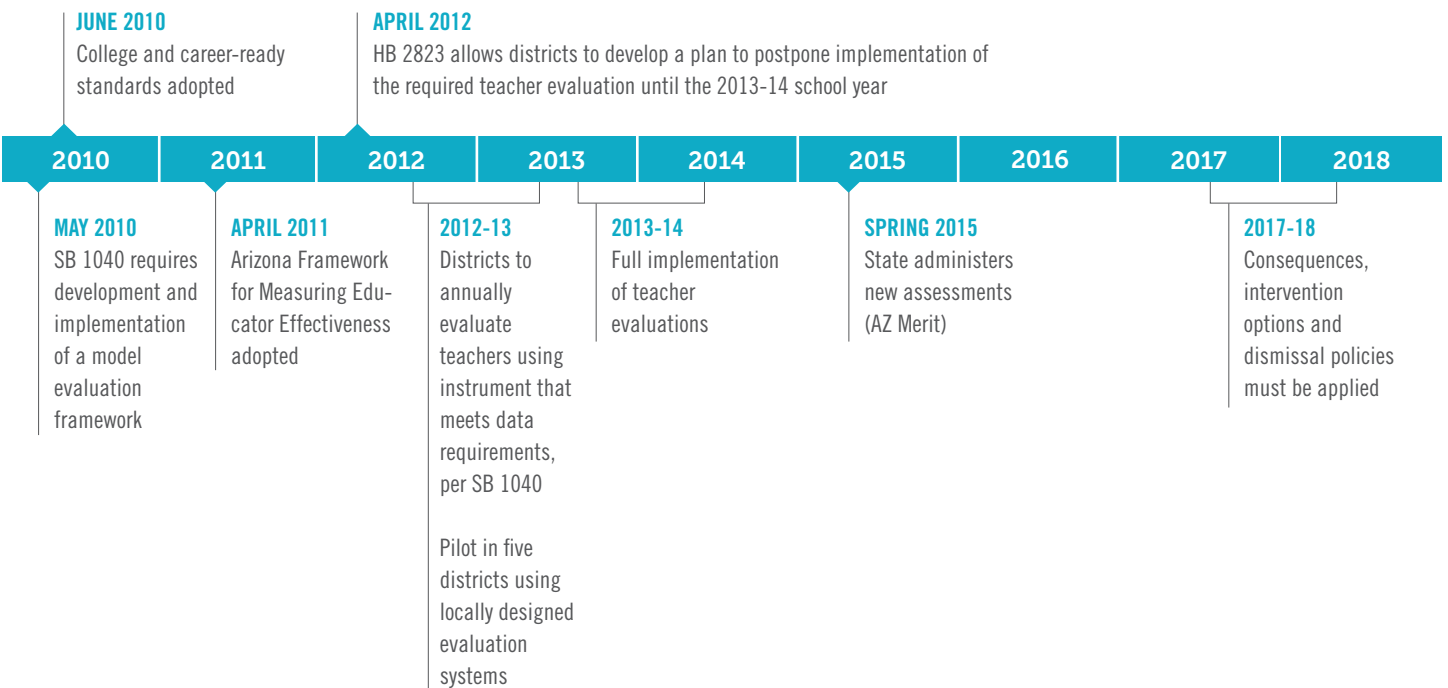 JUNE 2010
College and career-ready
standards adopted
APRIL 2012
HB 2823 allows districts to develop a plan to postpone implementation of
the required teacher evaluation until the 2013-14 school year
2010
2011
2012
2013
2014
2015
2016
2017
2018
MAY 2010
SB 1040 requires
development and
implementation
of a model
evaluation
framework
APRIL 2011
Arizona Framework
for Measuring Edu-
cator Effectiveness
adopted
2012-13
Districts to
annually
evaluate
teachers using
instrument that
meets data
requirements,
per SB 1040
Pilot in five
districts using
locally designed
evaluation
systems
2013-14
Full implementation
of teacher
evaluations
SPRING 2015
State administers
new assessments
(AZ Merit)
2017-18
Consequences,
intervention
options and
dismissal policies
must be applied